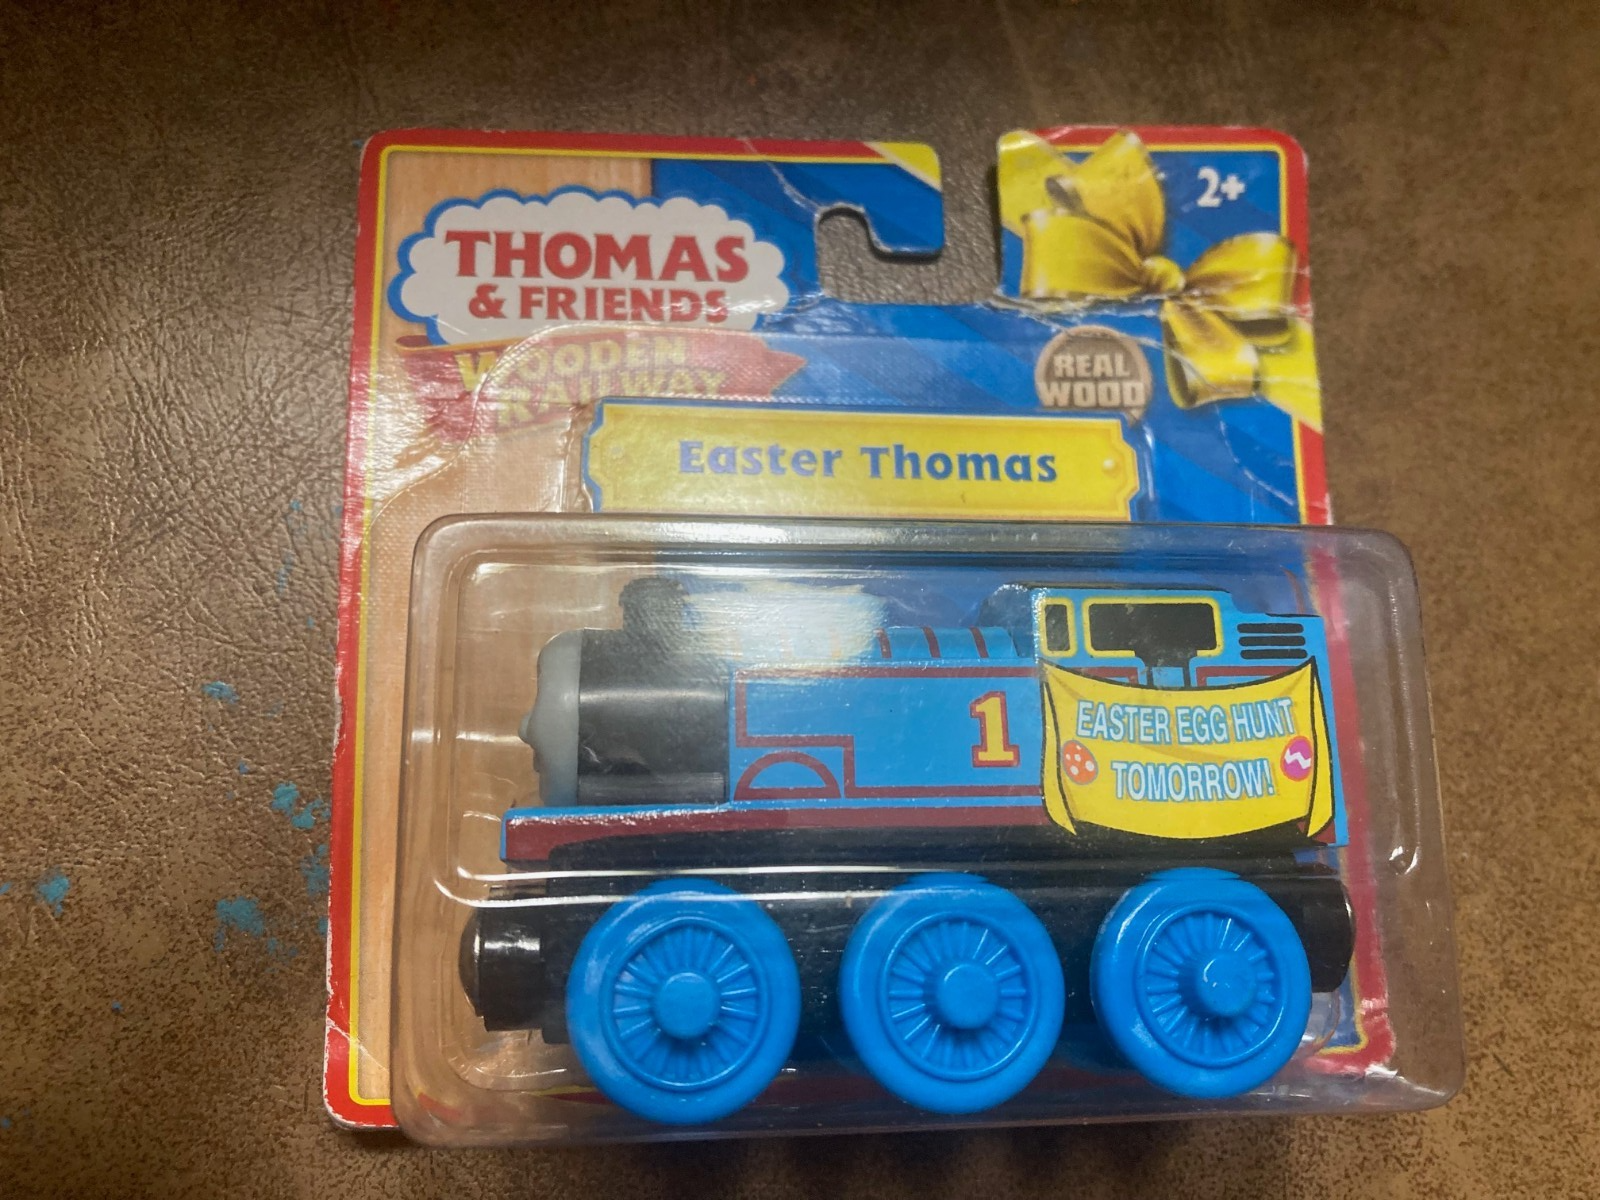 THOMAS
& FRIENDS
WOODEN
RAILWAY
2+
REAL
WOOD
Easter Thomas
1
EASTER EGG HUNT
TOMORROW!